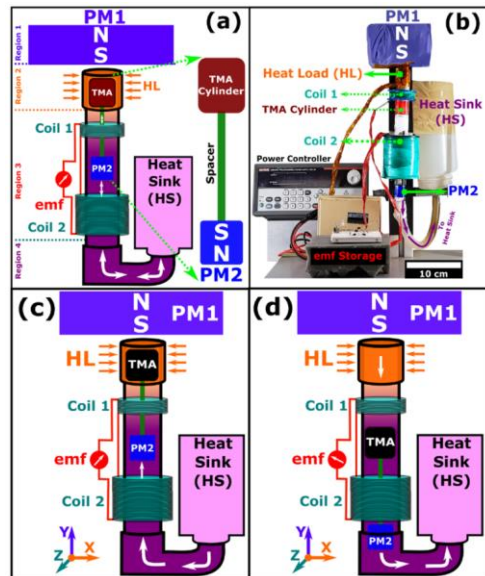 (a)
PM1
N
S
Region 1
Region 2
Region 3
Region 4
TMA
HL
Coil 1
PM2
emf
Coil 2
Heat
Sink
(HS)
TMA
Cylinder
Spacer
S
N
PM2
(b)
PM1
N
S
Heat Load (HL)
Coil 1
TMA Cylinder
Heat Sink
(HS)
Coil 2
Power Controller
PM2
To
Heat Sink
emf Storage
10 cm
(c)
N
S
PM1
HL
TMA
Coil 1
PM2
emf
Coil 2
Heat
Sink
(HS)
Y
Z
X
(d)
N
S
PM1
HL
Coil 1
TMA
emf
Coil 2
PM2
Heat
Sink
(HS)
Y
Z
X